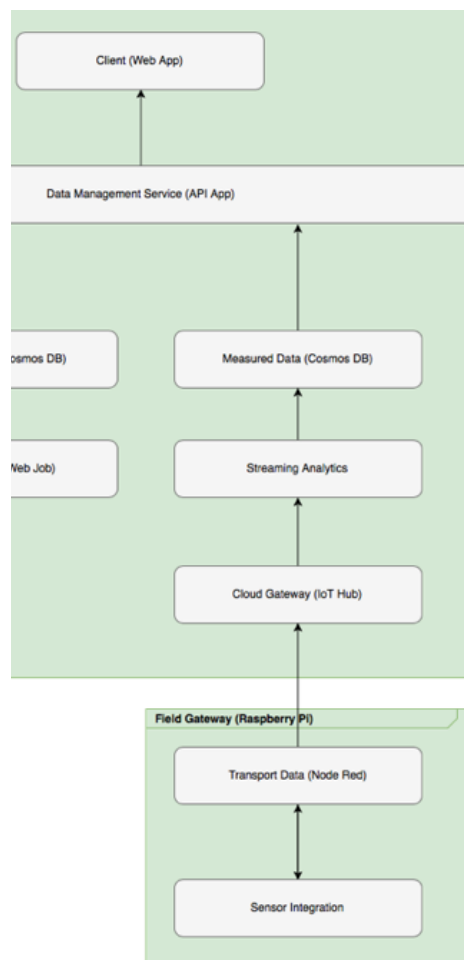 Client (Web App)
Data Management Service (API App)
osmos DB)
Measured Data (Cosmos DB)
Web Job)
Streaming Analytics
Cloud Gateway (IoT Hub)
Field Gateway (Raspberry Pi)
Transport Data (Node Red)
Sensor Integration